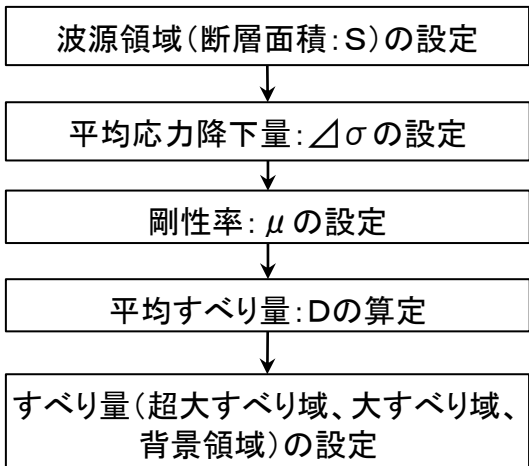 波源領域（断層面積：S）の設定
平均応力降下量：⊿σの設定
剛性率：μの設定
平均すべり量：Dの算定
すべり量（超大すべり域、大すべり域、
背景領域）の設定